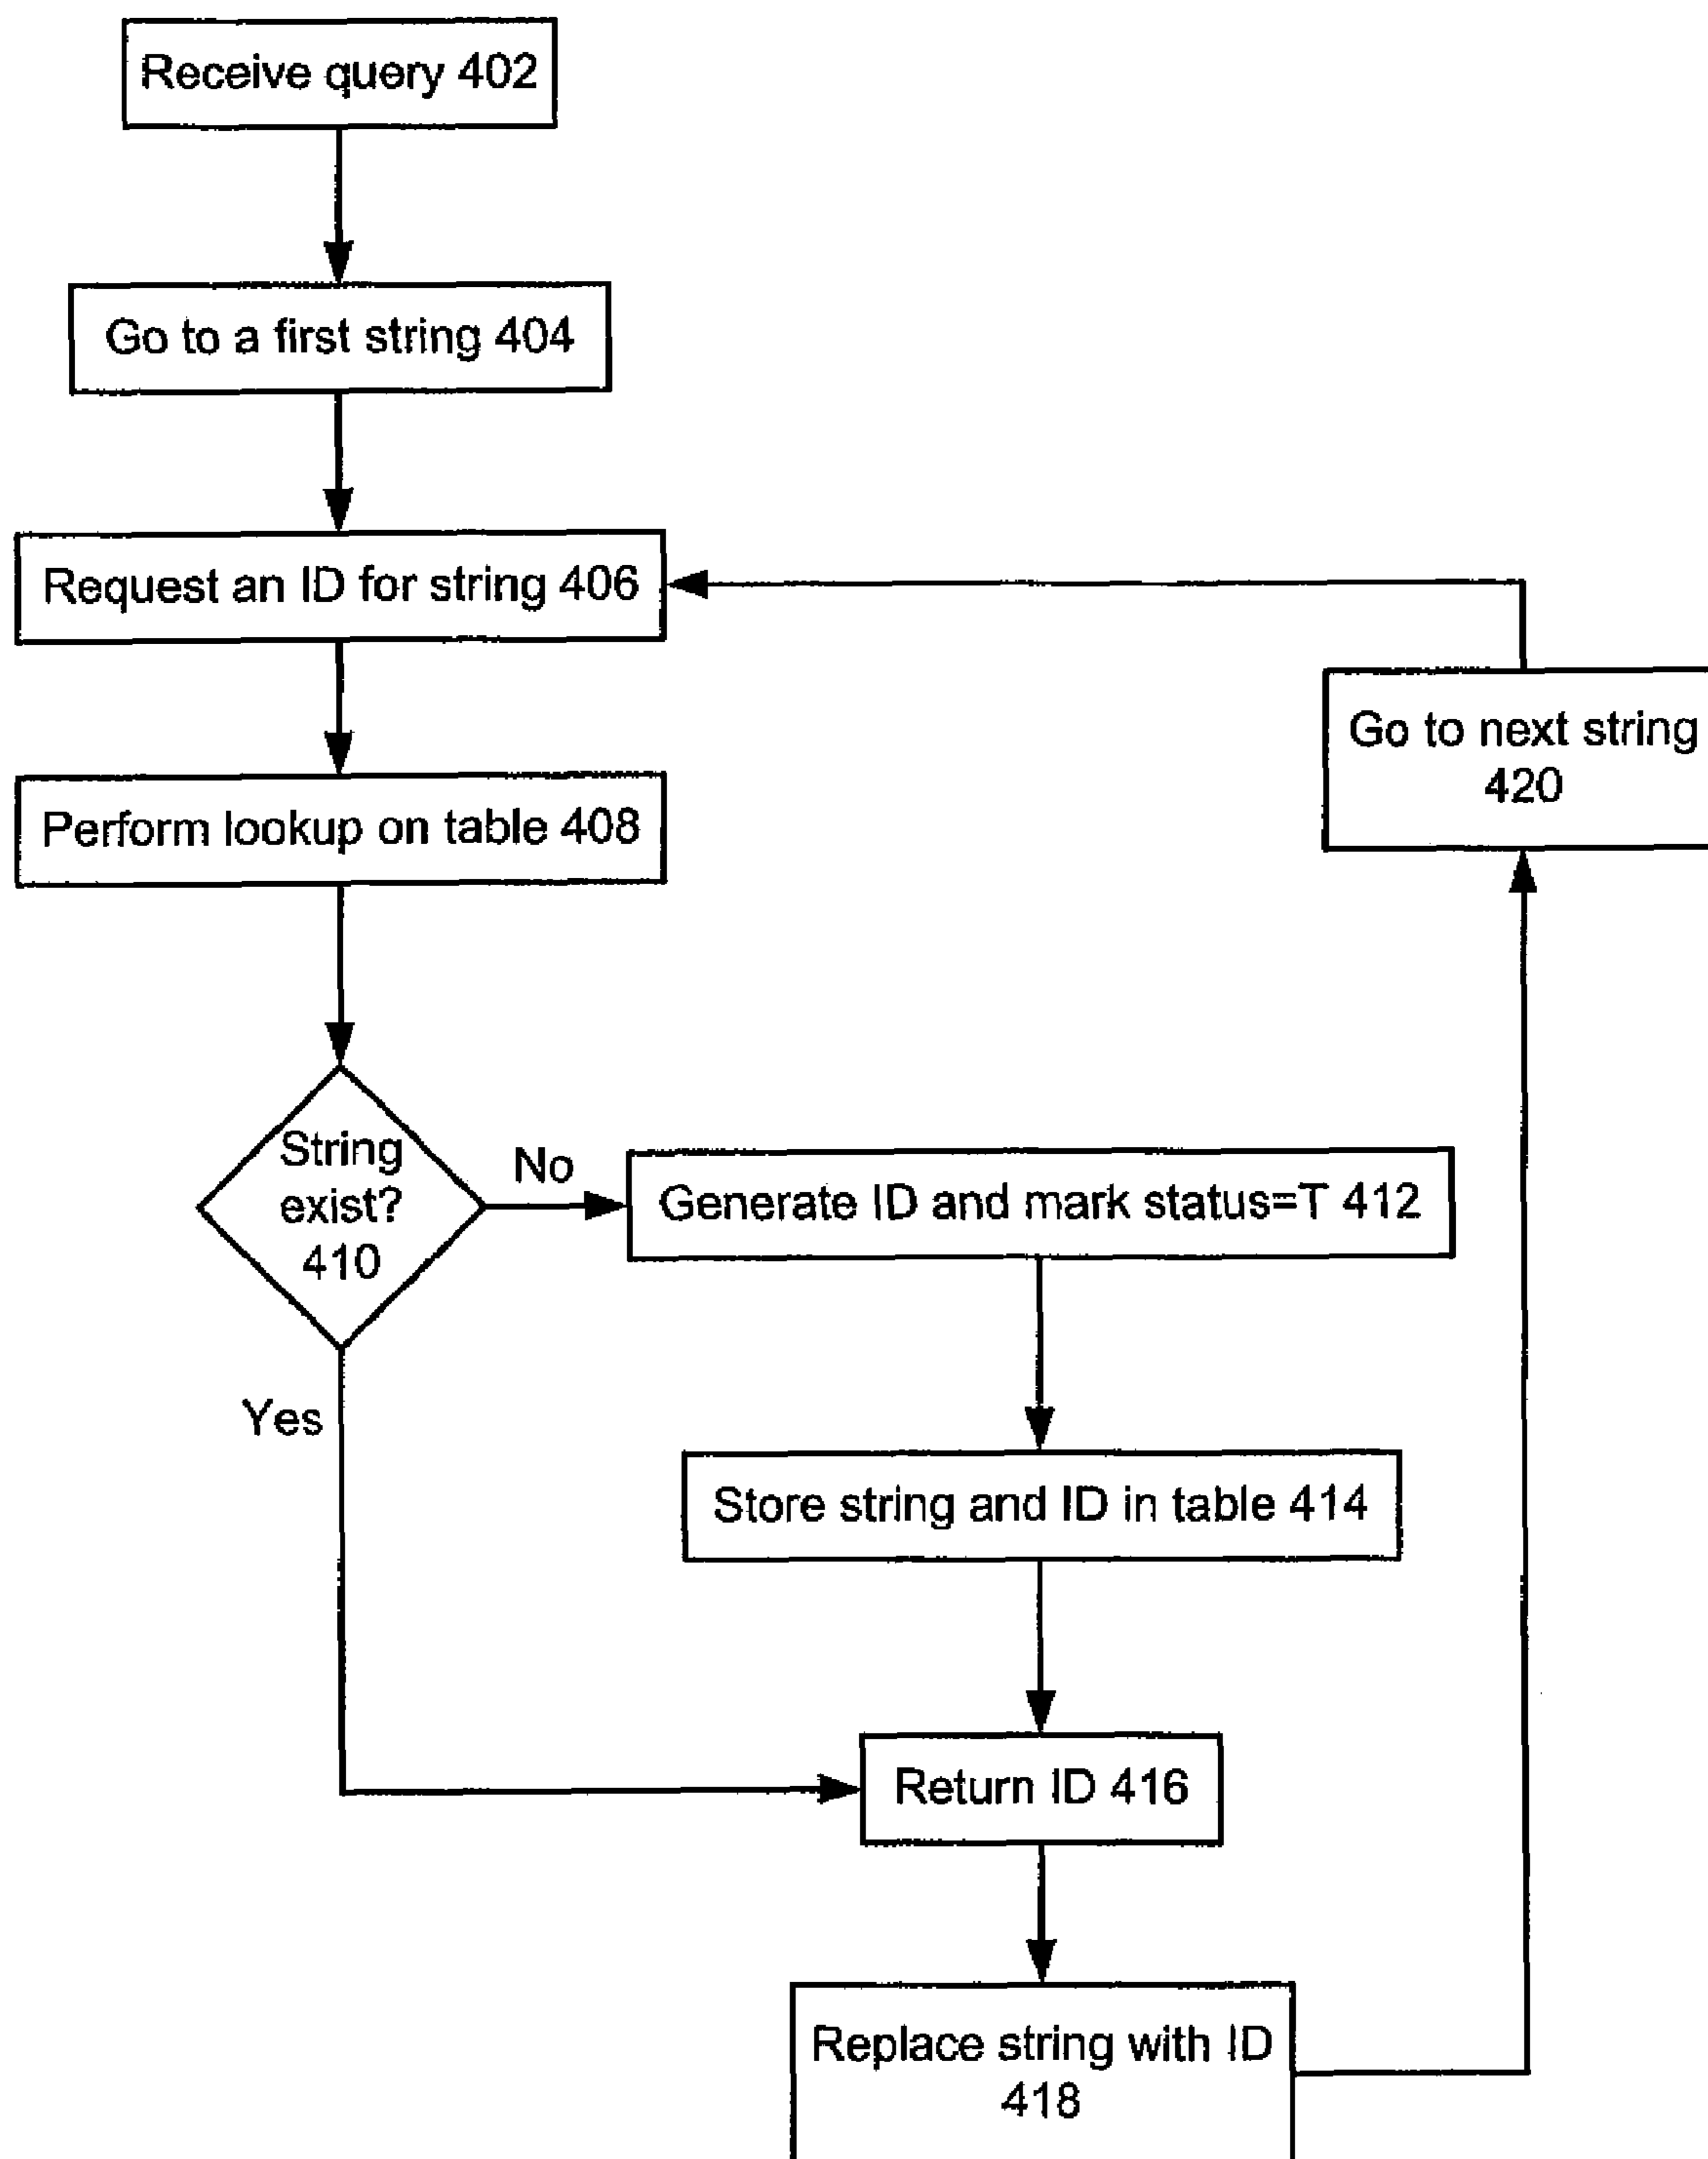 Receive query 402
Go to a first string 404
Request an ID for string 406
Go to next string
420
Perform lookup on table 408
String
exist?
410
No
Generate ID and mark status=T 412
Yes
Store string and ID in table 414
Return ID 416
Replace string with ID
418